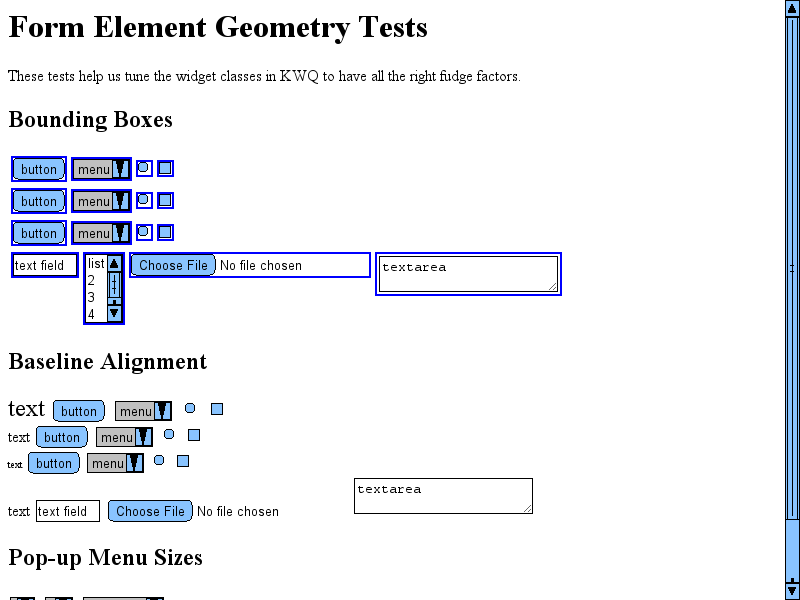 Form Element Geometry Tests
These tests help us tune the widget classes in KWQ to have all the right fudge factors.
Bounding Boxes
button menu
button menu
button menu
text field list Choose File No file chosen textarea
2
3
4
Baseline Alignment
text button menu
text button menu
text button menu
textarea
text text field Choose File No file chosen
Pop-up Menu Sizes